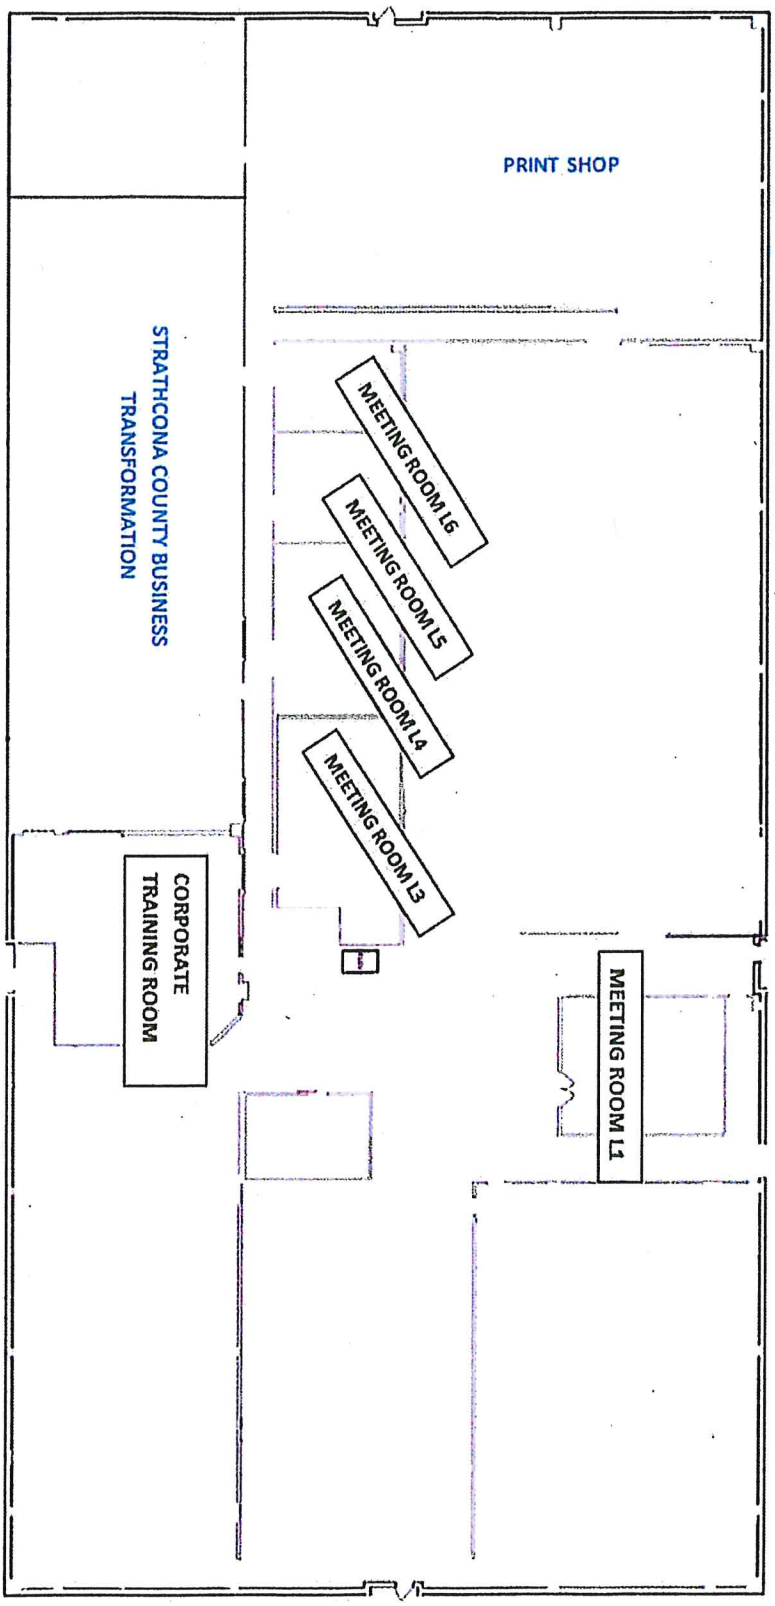 PRINT SHOP
STRATHCONA COUNTY BUSINESS
TRANSFORMATION
MEETING ROOM L6
MEETING ROOM L5
MEETING ROOM L4
MEETING ROOM L3
CORPORATE
TRAINING ROOM
MEETING ROOM L1